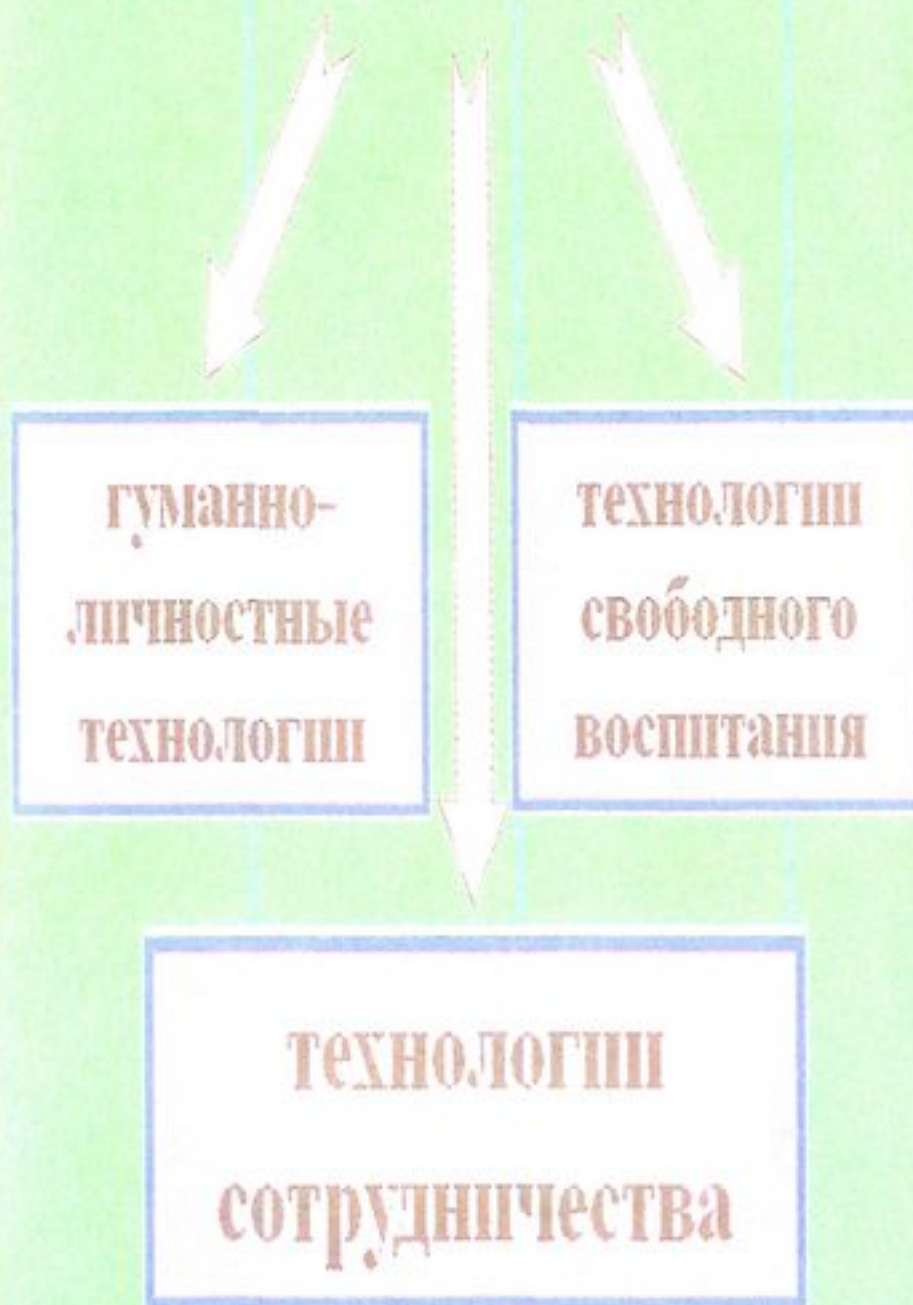 гуманно-
личностные
технологии
технологии
свободного
воспитания
технологии
сотрудничества